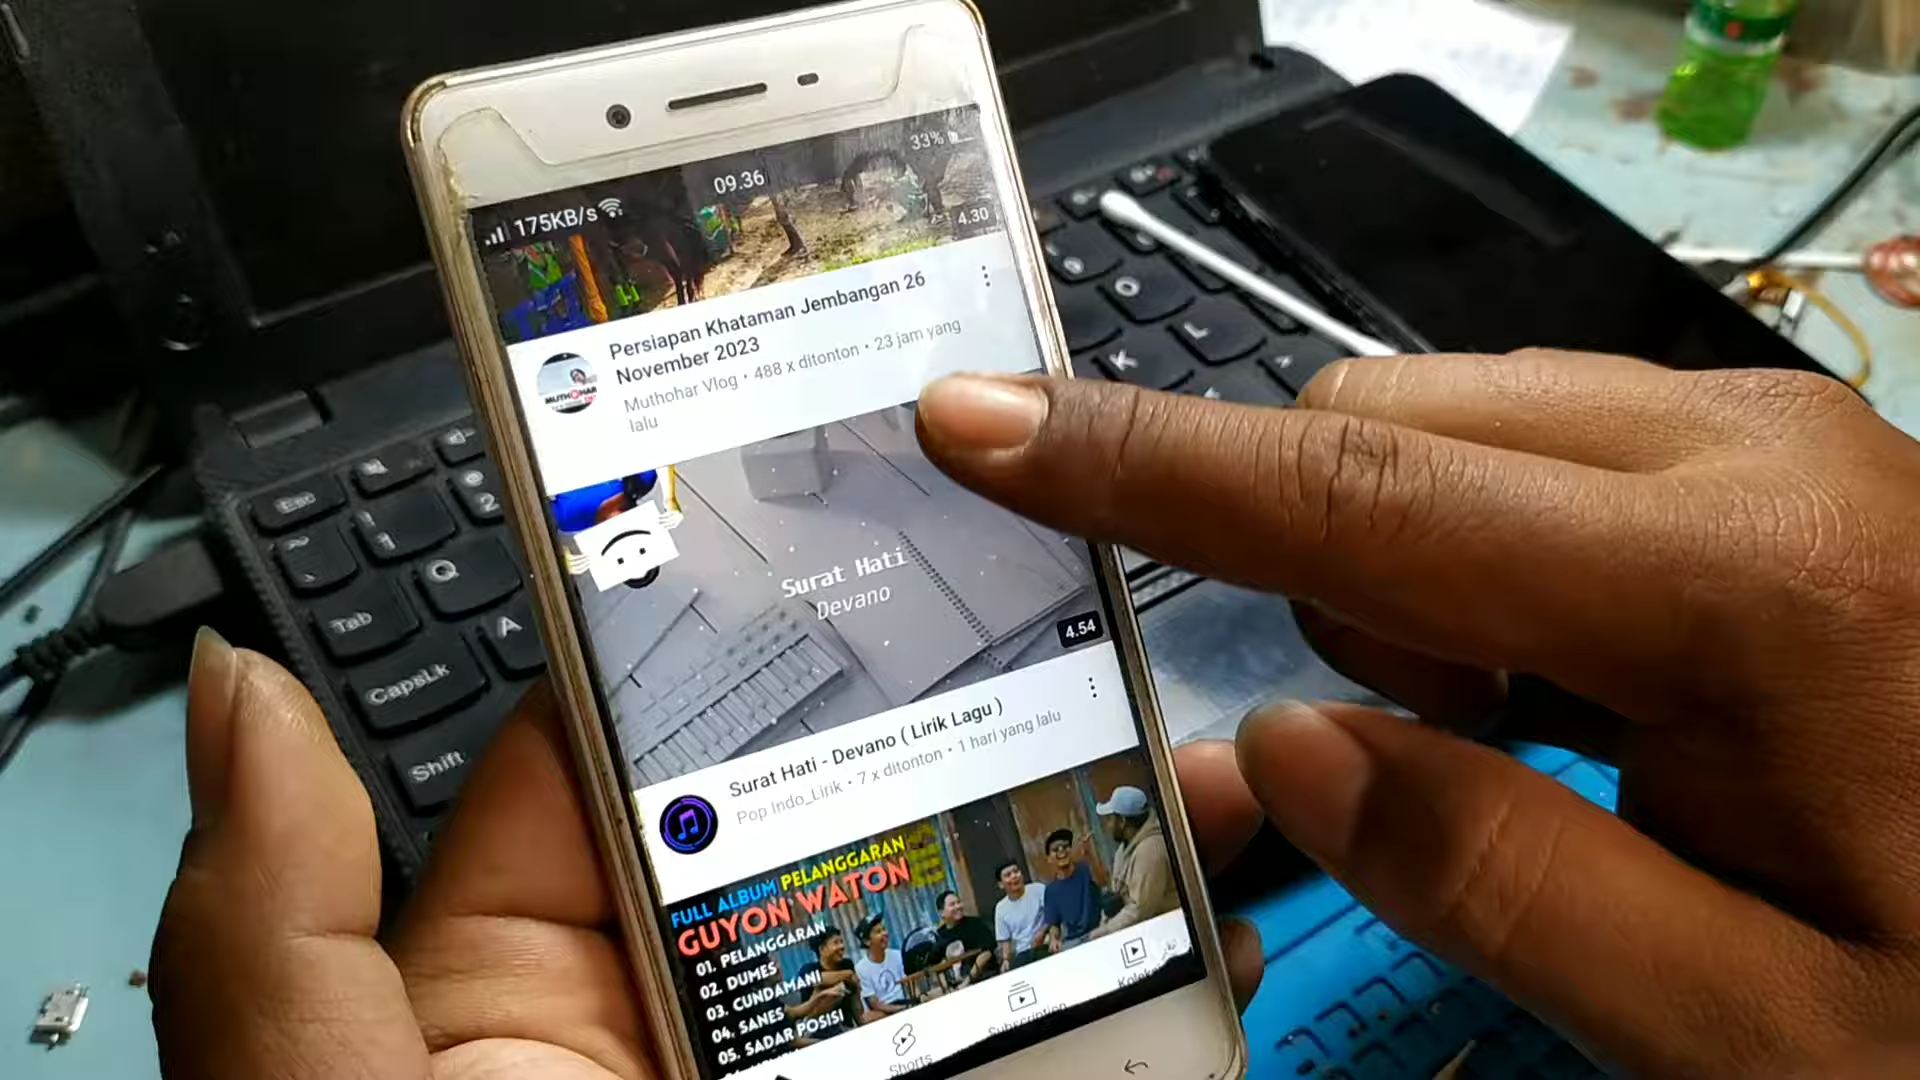 33%
09.36
175KB/s
4.30
Persiapan Khataman Jembangan 26
November 2023
Muthohar Vlog • 488 x ditonton • 23 jam yang
lalu
MUTHOHAR
Surat Hati
Devano
4.54
Surat Hati - Devano ( Lirik Lagu )
Pop Indo_Lirik • 7 x ditonton • 1 hari yang lalu
FULL ALBUM PELANGGARAN
GUYON WATON
01. PELANGGARAN
02. DUMES
03. CUNDAMANI
04. SANES
05. SADAR POSISI
Shorts
Subscription
Esc
2
Tab
Q
CapsLk
A
Shift
O
L
K